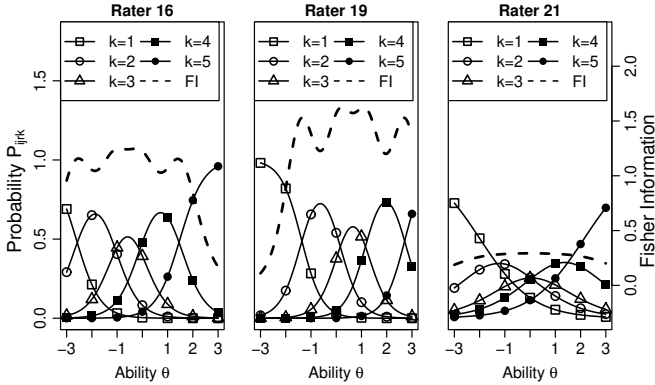 Rater 16
Rater 19
Rater 21
k=1 k=4
k=2 k=5
k=3 FI
k=1 k=4
k=2 k=5
k=3 FI
k=1 k=4
k=2 k=5
k=3 FI
Probability P_ijrk
0.0 0.5 1.0 1.5
Fisher Information
0.0 0.5 1.0 1.5 2.0
−3 −1 0 1 2 3
−3 −1 0 1 2 3
−3 −1 0 1 2 3
Ability θ
Ability θ
Ability θ